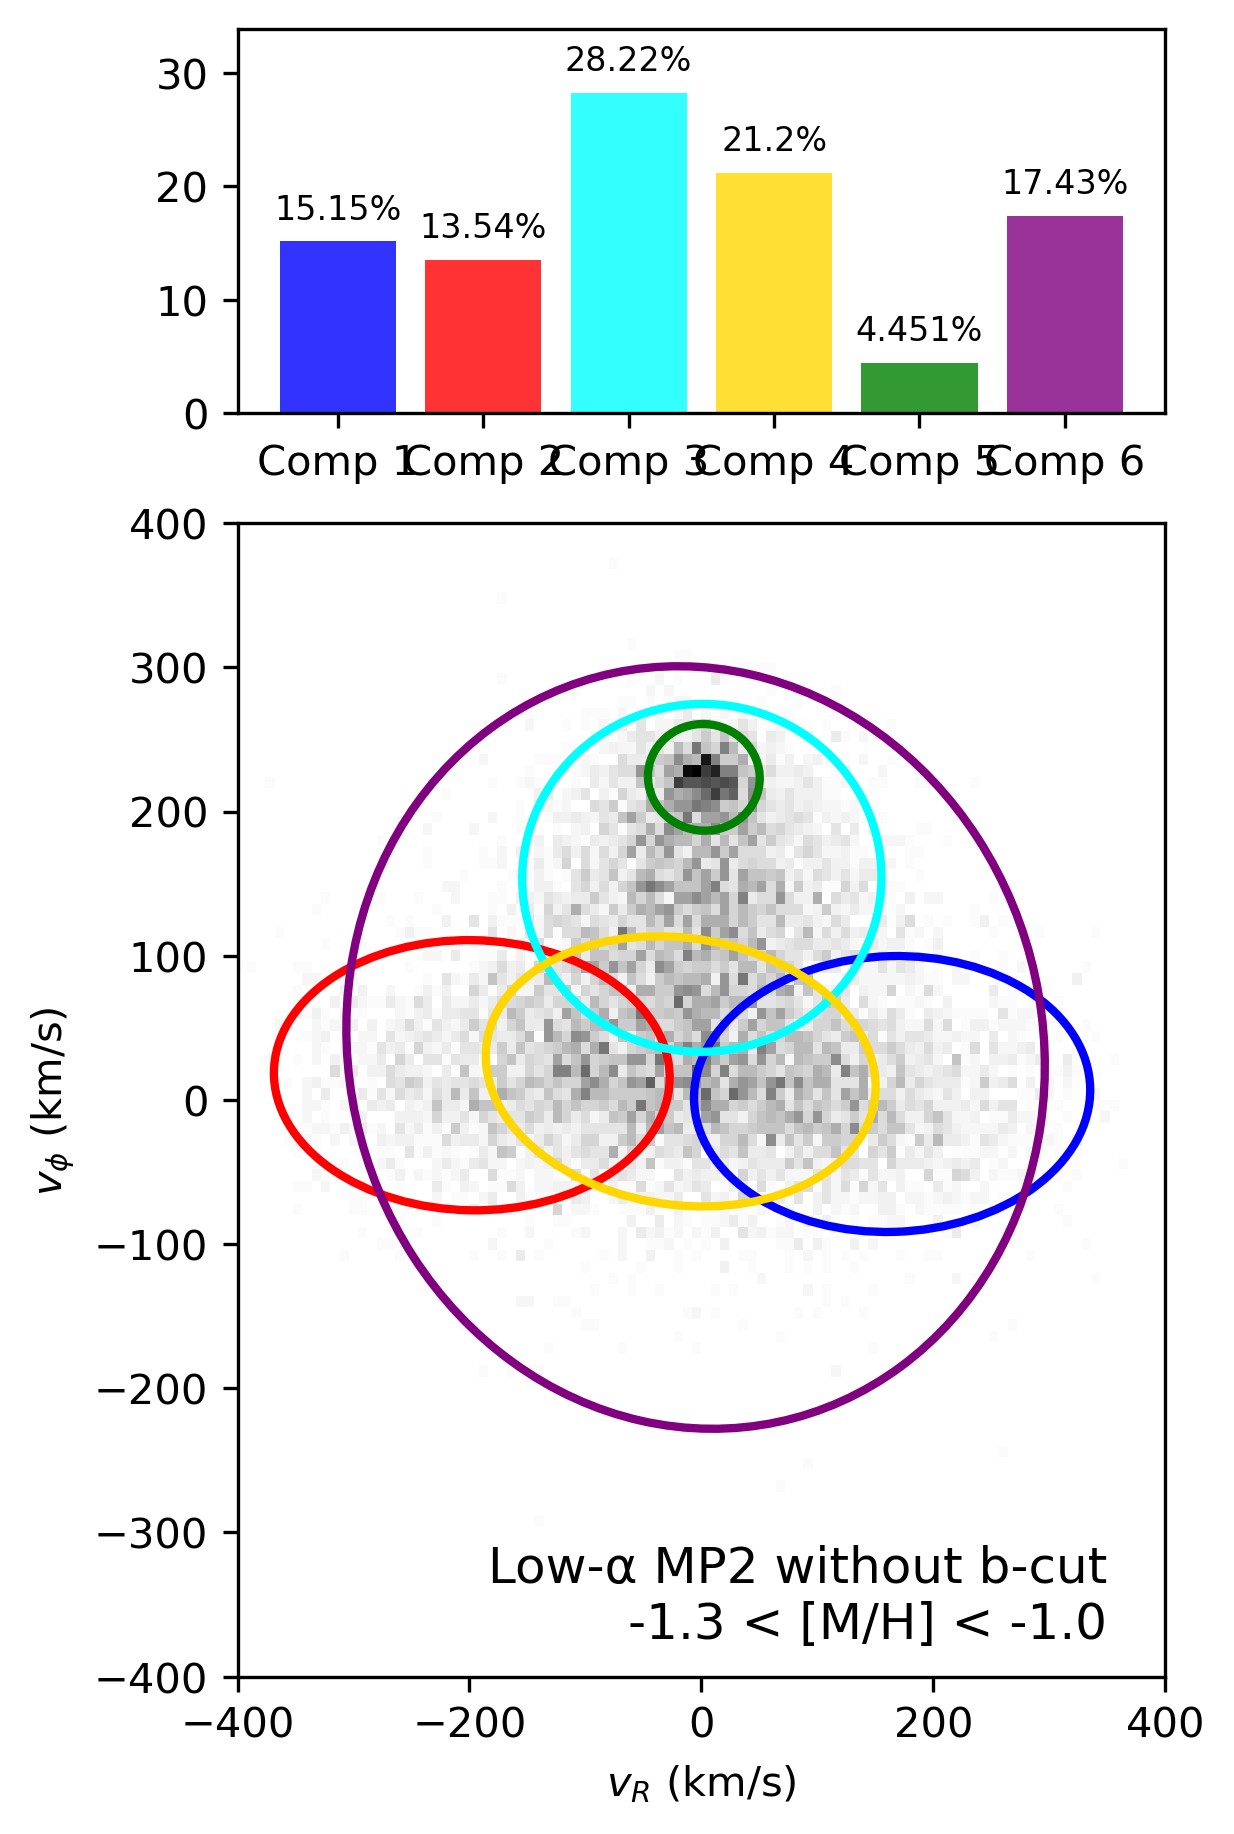 30
20
10
0
15.15%
13.54%
28.22%
21.2%
4.451%
17.43%
Comp 1
Comp 2
Comp 3
Comp 4
Comp 5
Comp 6
400
300
200
100
0
−100
−200
−300
−400
v_ϕ (km/s)
Low-α MP2 without b-cut
-1.3 < [M/H] < -1.0
−400
−200
0
200
400
v_R (km/s)